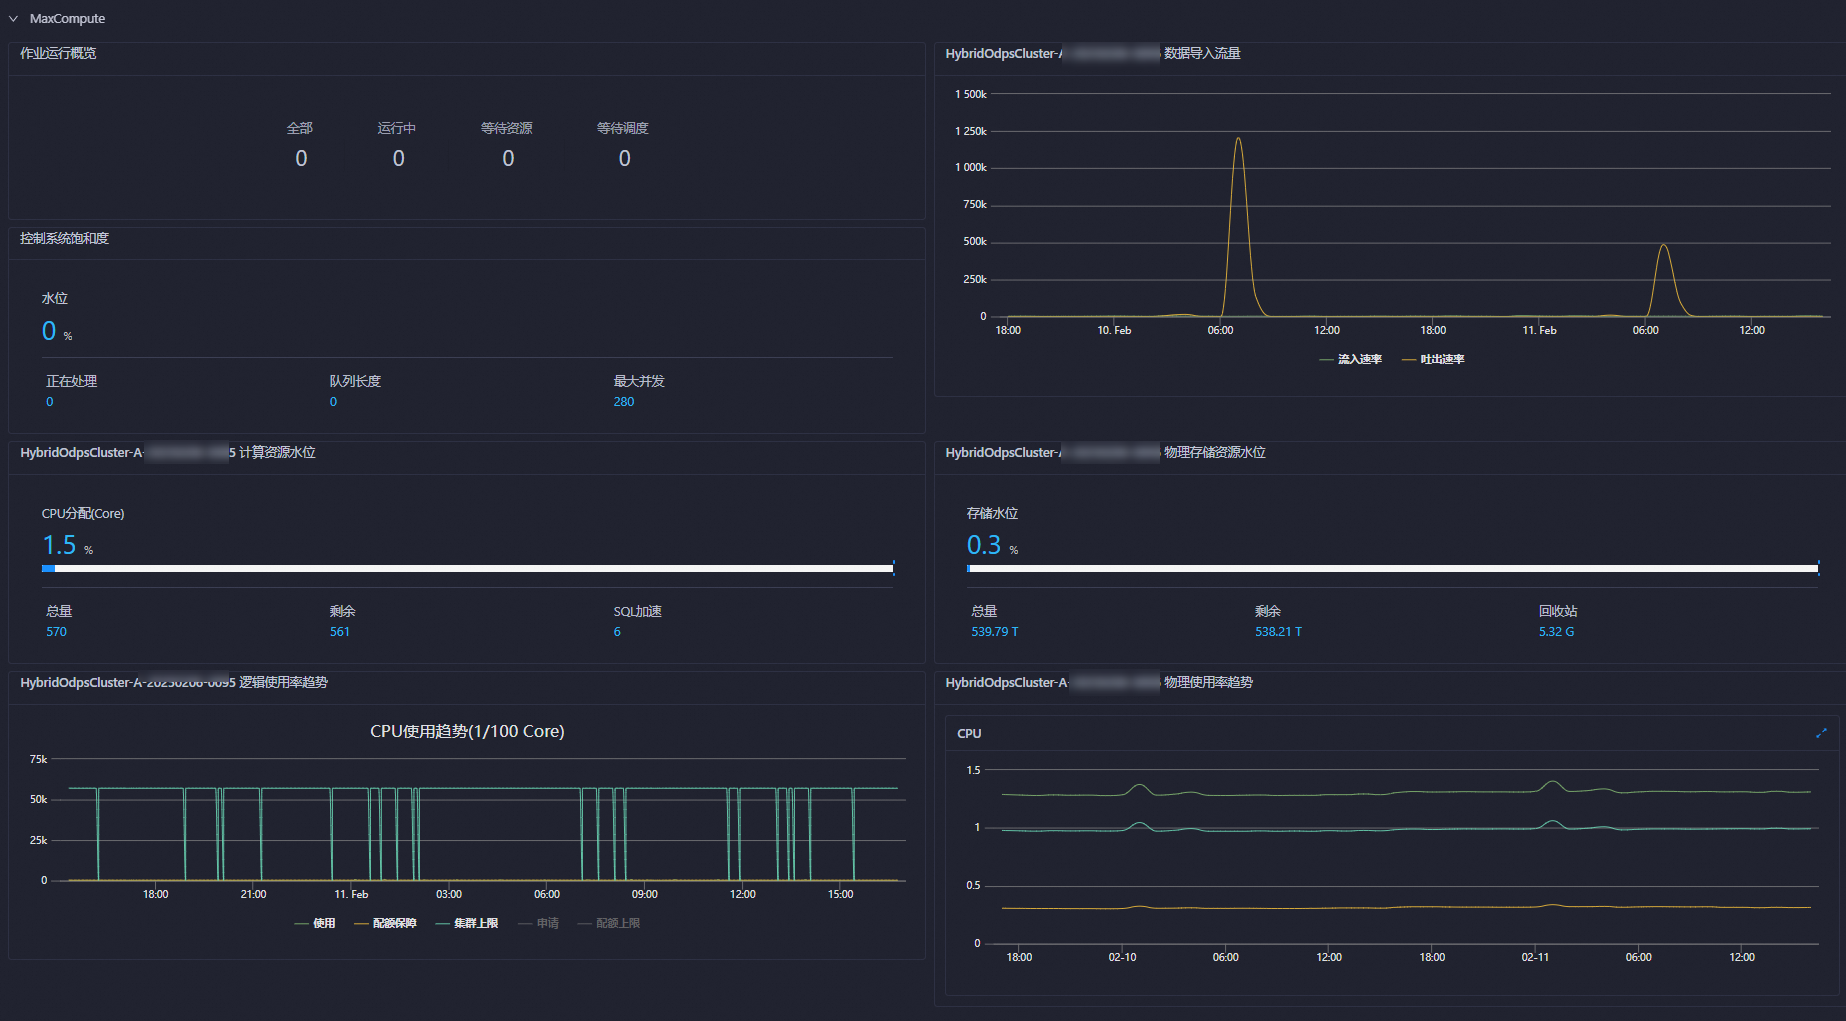 MaxCompute
作业运行概览
全部 运行中 等待资源 等待调度
0 0 0 0
控制系统饱和度
水位
0 %
正在处理 队列长度 最大并发
0 0 280
HybridOdpsCluster- 数据导入流量
1 500k
1 250k
1 000k
750k
500k
250k
0
18:00 10. Feb 06:00 12:00 18:00 11. Feb 06:00 12:00
流入速率 吐出速率
HybridOdpsCluster-A- 5 计算资源水位
CPU分配(Core)
1.5 %
总量 剩余 SQL加速
570 561 6
HybridOdpsCluster- 物理存储资源水位
存储水位
0.3 %
总量 剩余 回收站
539.79 T 538.21 T 5.32 G
HybridOdpsCluster-A-20230206-0095 逻辑使用率趋势
CPU使用趋势(1/100 Core)
75k
50k
25k
0
18:00 21:00 11. Feb 03:00 06:00 09:00 12:00 15:00
使用 配额保障 集群上限 申请 配额上限
HybridOdpsCluster-A- 物理使用率趋势
CPU
1.5
1
0.5
0
18:00 02-10 06:00 12:00 18:00 02-11 06:00 12:00